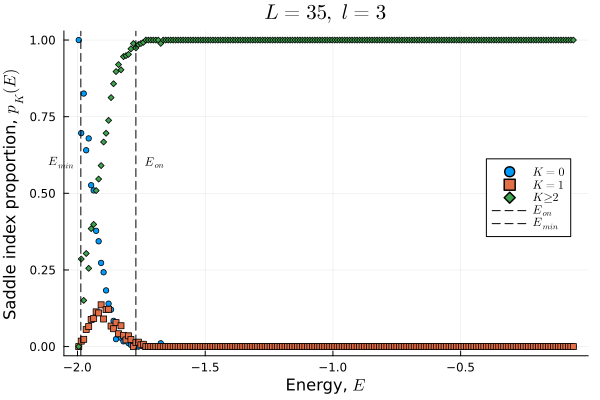 L = 35, l = 3
Saddle index proportion, p_K(E)
1.00
0.75
0.50
0.25
0.00
E_min
E_on
K = 0
K = 1
K≥2
E_on
E_min
−2.0 −1.5 −1.0 −0.5
Energy, E